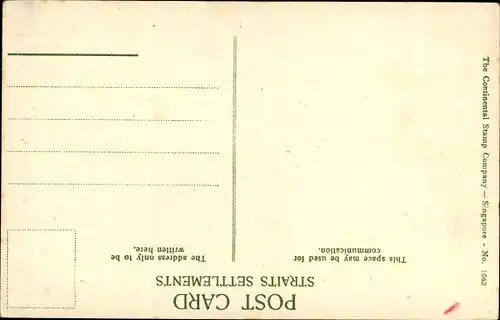 POST CARD
STRAITS SETTLEMENTS
This space may be used for
communication.
The address only to be
written here.
The Continental Stamp Company — Singapore - No. 1062